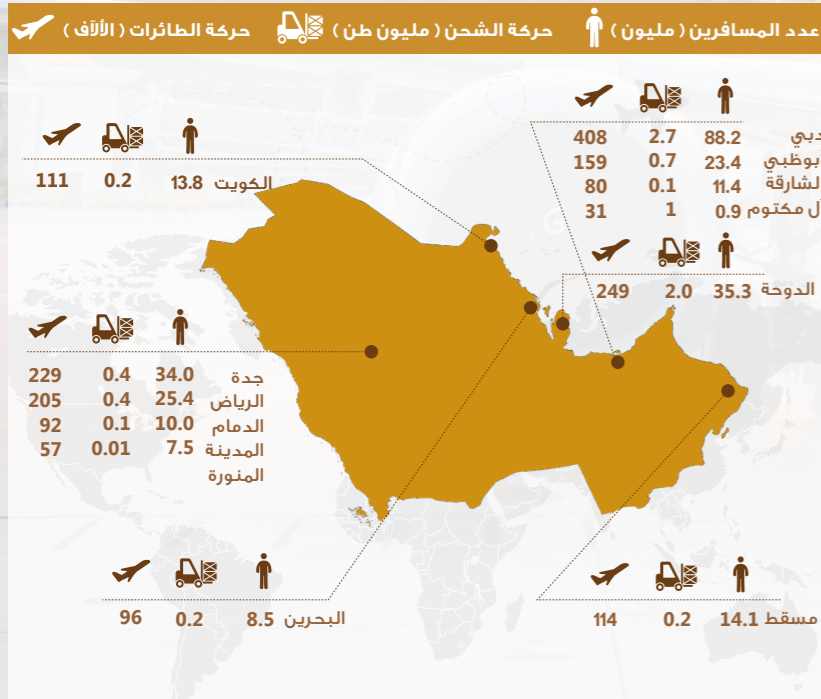 عدد المسافرين ( مليون ) حركة الشحن ( مليون طن ) حركة الطائرات ( الألاف )
دبي 88.2 2.7 408
بوظبي 23.4 0.7 159
لشارقة 11.4 0.1 80
آل مكتوم 0.9 1 31
الكويت 13.8 0.2 111
الدوحة 35.3 2.0 249
جدة 34.0 0.4 229
الرياض 25.4 0.4 205
الدمام 10.0 0.1 92
المدينة 7.5 0.01 57
المنورة
البحرين 8.5 0.2 96
مسقط 14.1 0.2 114